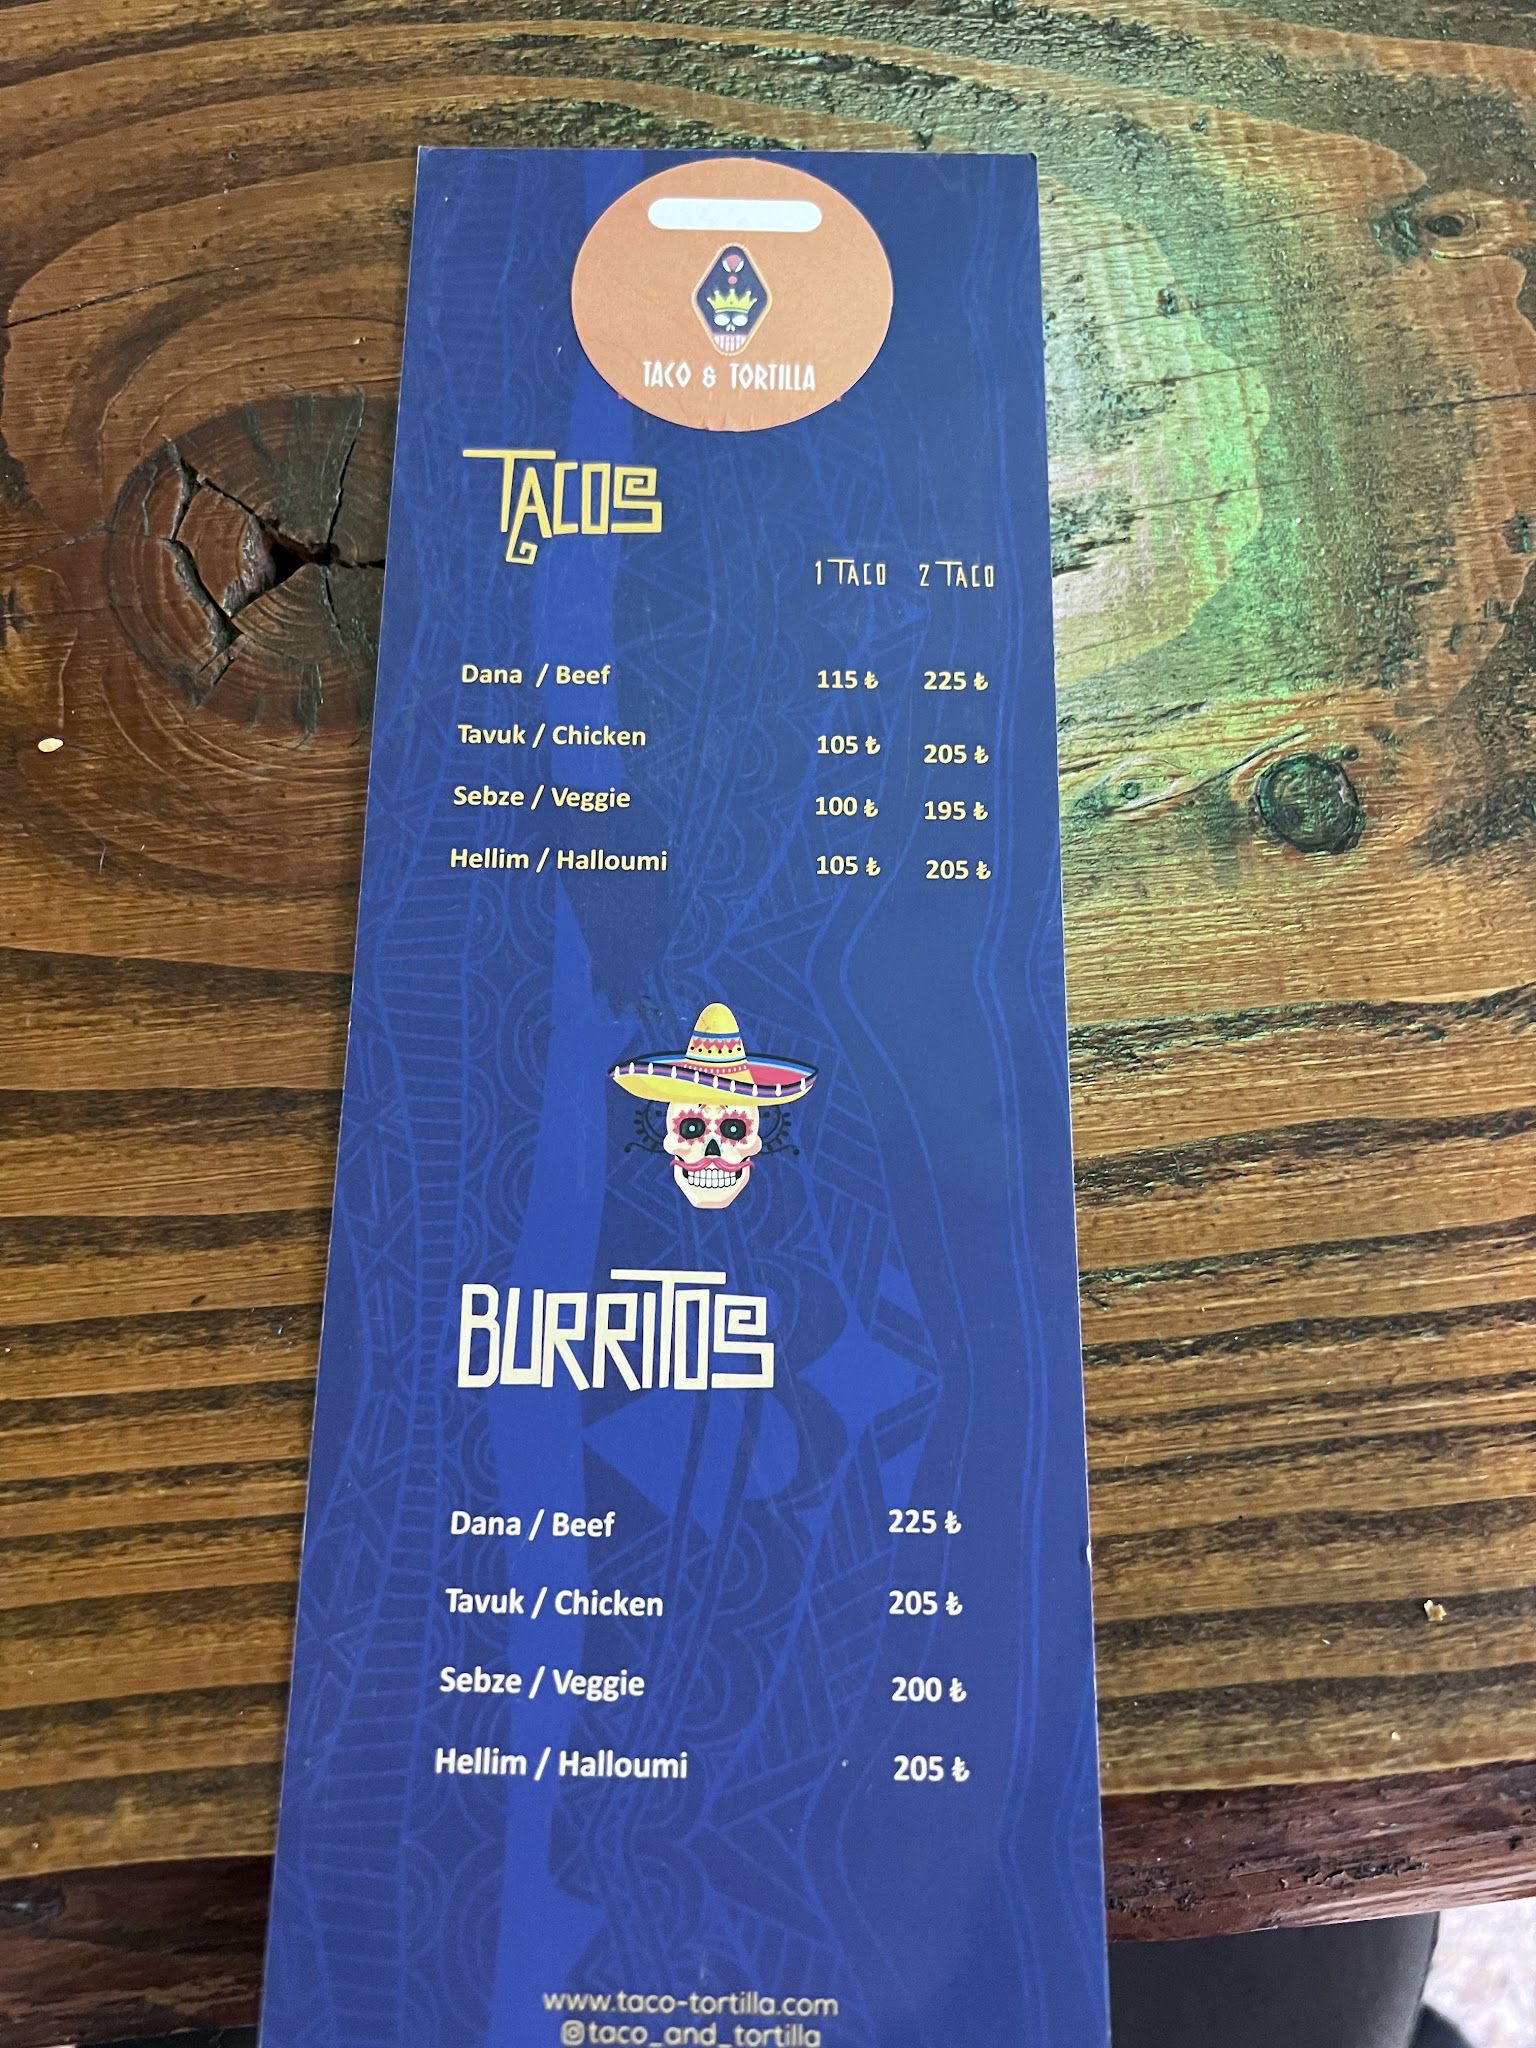 TACO & TORTILLA
TACOS
1 TACO 2 TACO
Dana / Beef 115 ₺ 225 ₺
Tavuk / Chicken 105 ₺ 205 ₺
Sebze / Veggie 100 ₺ 195 ₺
Hellim / Halloumi 105 ₺ 205 ₺
BURRITOS
Dana / Beef 225 ₺
Tavuk / Chicken 205 ₺
Sebze / Veggie 200 ₺
Hellim / Halloumi 205 ₺
www.taco-tortilla.com
taco_and_tortilla